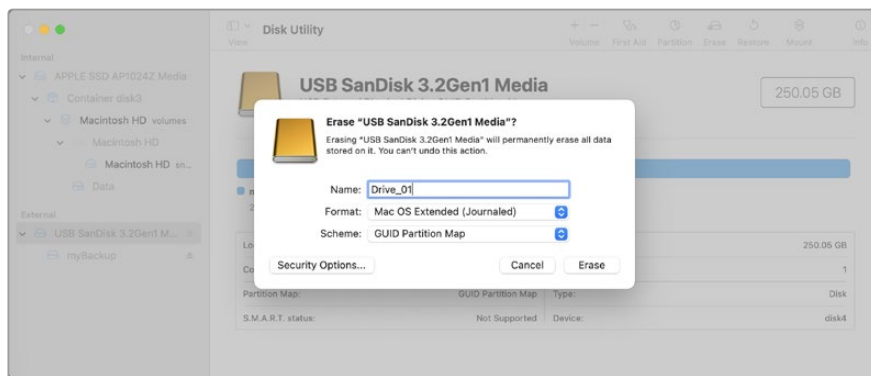 Disk Utility
View
Volume First Aid Partition Erase Restore Mount Info
Internal
APPLE SSD AP1024Z Media
Container disk3
Macintosh HD volumes
Macintosh HD
Macintosh HD sn...
Data
External
USB SanDisk 3.2Gen1 M...
myBackup
USB SanDisk 3.2Gen1 Media
250.05 GB
Erase “USB SanDisk 3.2Gen1 Media”?
Erasing “USB SanDisk 3.2Gen1 Media” will permanently erase all data
stored on it. You can't undo this action.
Name: Drive_01
Format: Mac OS Extended (Journaled)
Scheme: GUID Partition Map
Security Options... Cancel Erase
250.05 GB
1
Partition Map: GUID Partition Map Type: Disk
S.M.A.R.T. status: Not Supported Device: disk4